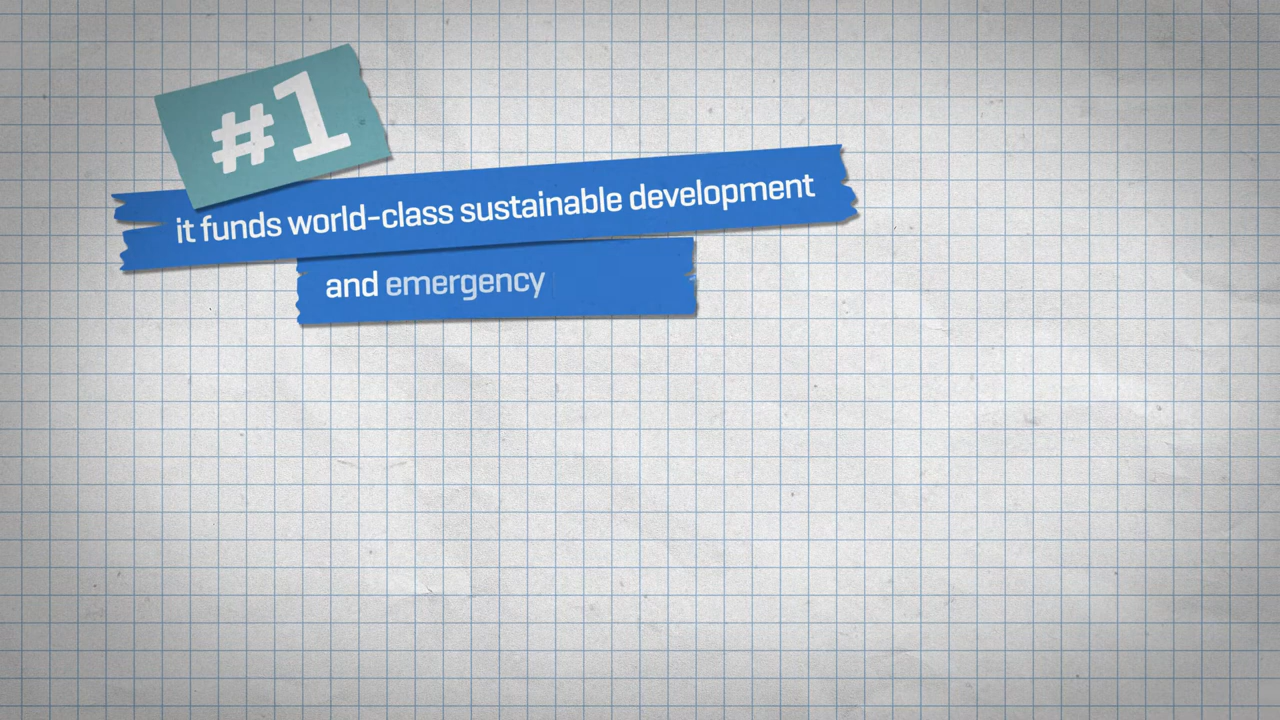 #1
it funds world-class sustainable development
and emergency